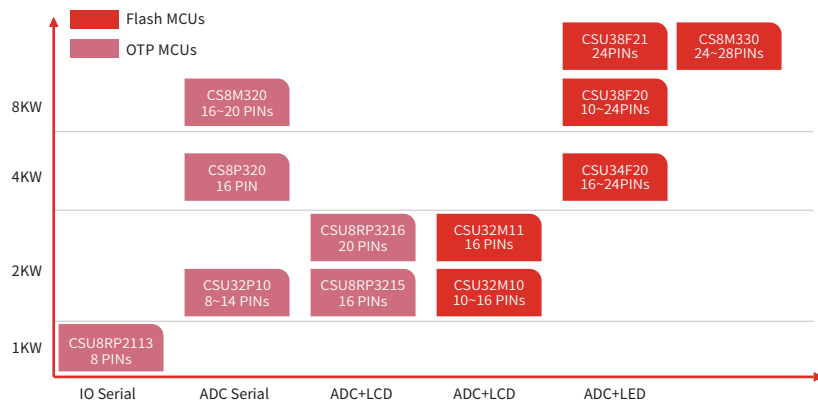 Flash MCUs
OTP MCUs
CSU38F21
24PINs
CS8M330
24~28PINs
8KW
CS8M320
16~20 PINs
CSU38F20
10~24PINs
4KW
CS8P320
16 PIN
CSU34F20
16~24PINs
CSU8RP3216
20 PINs
CSU32M11
16 PINs
2KW
CSU32P10
8~14 PINs
CSU8RP3215
16 PINs
CSU32M10
10~16 PINs
1KW
CSU8RP2113
8 PINs
IO Serial
ADC Serial
ADC+LCD
ADC+LCD
ADC+LED